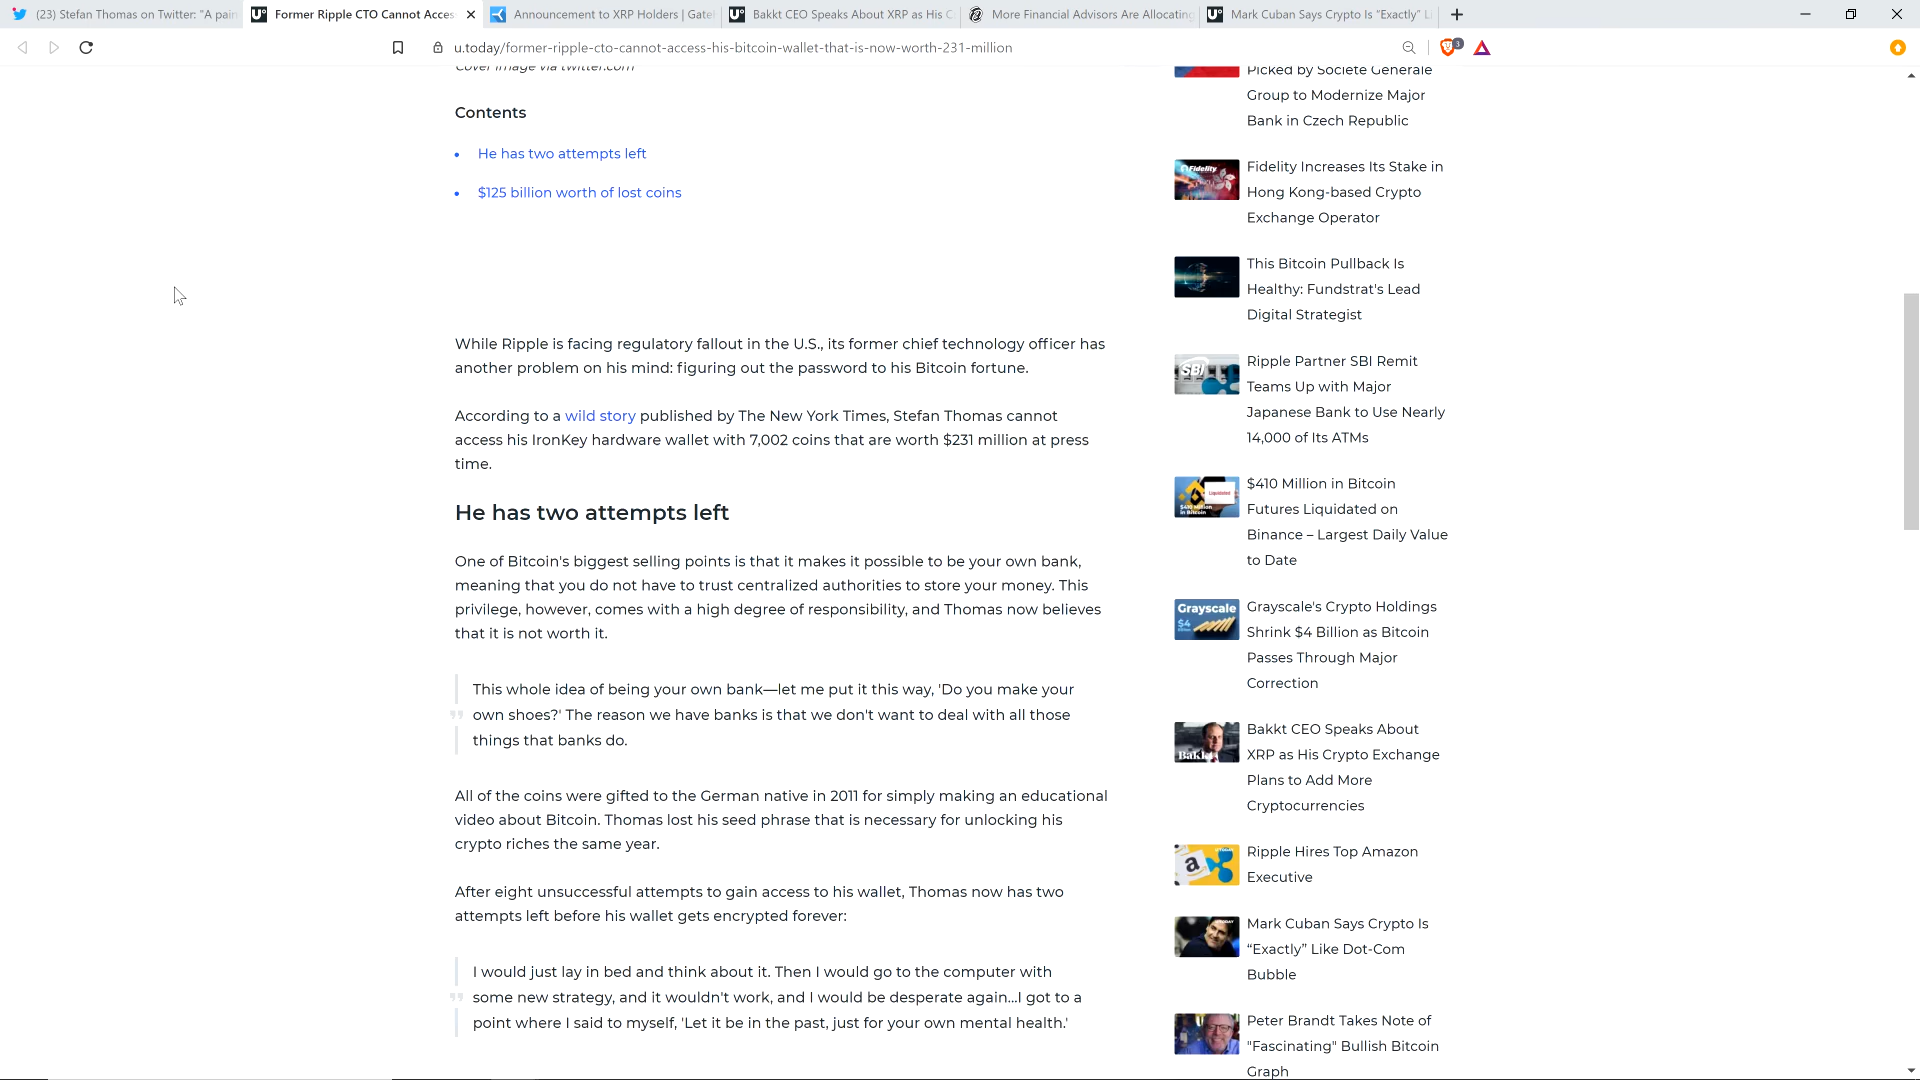 (23) Stefan Thomas on Twitter: "A pain
Former Ripple CTO Cannot Acces
Announcement to XRP Holders | Gatel
Bakkt CEO Speaks About XRP as His C
More Financial Advisors Are Allocating
Mark Cuban Says Crypto Is "Exactly" Li
u.today/former-ripple-cto-cannot-access-his-bitcoin-wallet-that-is-now-worth-231-million
3
Cover image via twitter.com
Contents
He has two attempts left
$125 billion worth of lost coins
While Ripple is facing regulatory fallout in the U.S., its former chief technology officer has
another problem on his mind: figuring out the password to his Bitcoin fortune.
According to a wild story published by The New York Times, Stefan Thomas cannot
access his IronKey hardware wallet with 7,002 coins that are worth $231 million at press
time.
He has two attempts left
One of Bitcoin's biggest selling points is that it makes it possible to be your own bank,
meaning that you do not have to trust centralized authorities to store your money. This
privilege, however, comes with a high degree of responsibility, and Thomas now believes
that it is not worth it.
This whole idea of being your own bank—let me put it this way, 'Do you make your
own shoes?' The reason we have banks is that we don't want to deal with all those
things that banks do.
All of the coins were gifted to the German native in 2011 for simply making an educational
video about Bitcoin. Thomas lost his seed phrase that is necessary for unlocking his
crypto riches the same year.
After eight unsuccessful attempts to gain access to his wallet, Thomas now has two
attempts left before his wallet gets encrypted forever:
I would just lay in bed and think about it. Then I would go to the computer with
some new strategy, and it wouldn't work, and I would be desperate again...I got to a
point where I said to myself, 'Let it be in the past, just for your own mental health.'
Picked by Societe Generale
Group to Modernize Major
Bank in Czech Republic
Fidelity
Fidelity Increases Its Stake in
Hong Kong-based Crypto
Exchange Operator
This Bitcoin Pullback Is
Healthy: Fundstrat's Lead
Digital Strategist
SBI
Ripple Partner SBI Remit
Teams Up with Major
Japanese Bank to Use Nearly
14,000 of Its ATMs
Liquidated
$410 Million
in Bitcoin
$410 Million in Bitcoin
Futures Liquidated on
Binance – Largest Daily Value
to Date
Grayscale
$4
Grayscale's Crypto Holdings
Shrink $4 Billion as Bitcoin
Passes Through Major
Correction
Bakkt
Bakkt CEO Speaks About
XRP as His Crypto Exchange
Plans to Add More
Cryptocurrencies
Ripple Hires Top Amazon
Executive
Mark Cuban Says Crypto Is
“Exactly” Like Dot-Com
Bubble
Peter Brandt Takes Note of
"Fascinating" Bullish Bitcoin
Graph